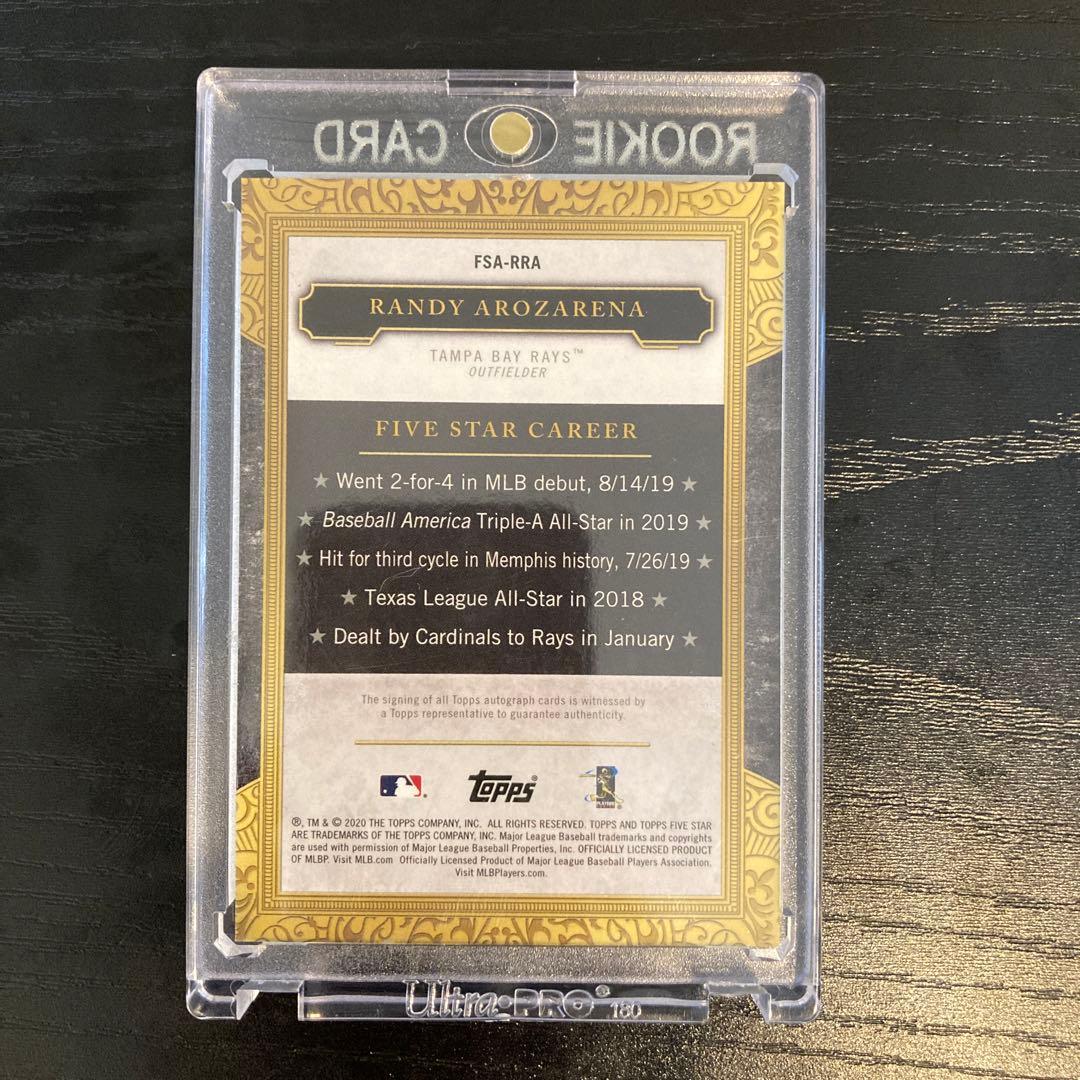 ROOKIE CARD
FSA-RRA
RANDY AROZARENA
TAMPA BAY RAYS™
OUTFIELDER
FIVE STAR CAREER
★ Went 2-for-4 in MLB debut, 8/14/19 ★
★ Baseball America Triple-A All-Star in 2019 ★
★ Hit for third cycle in Memphis history, 7/26/19 ★
★ Texas League All-Star in 2018 ★
★ Dealt by Cardinals to Rays in January ★
The signing of all Topps autograph cards is witnessed by
a Topps representative to guarantee authenticity.
Topps®
PLAYERS
®, TM & © 2020 THE TOPPS COMPANY, INC. ALL RIGHTS RESERVED. TOPPS AND TOPPS FIVE STAR
ARE TRADEMARKS OF THE TOPPS COMPANY, INC. Major League Baseball trademarks and copyrights
are used with permission of Major League Baseball Properties, Inc. OFFICIALLY LICENSED PRODUCT
OF MLBP. Visit MLB.com Officially Licensed Product of Major League Baseball Players Association.
Visit MLBPlayers.com.
Ultra•PRO® 180